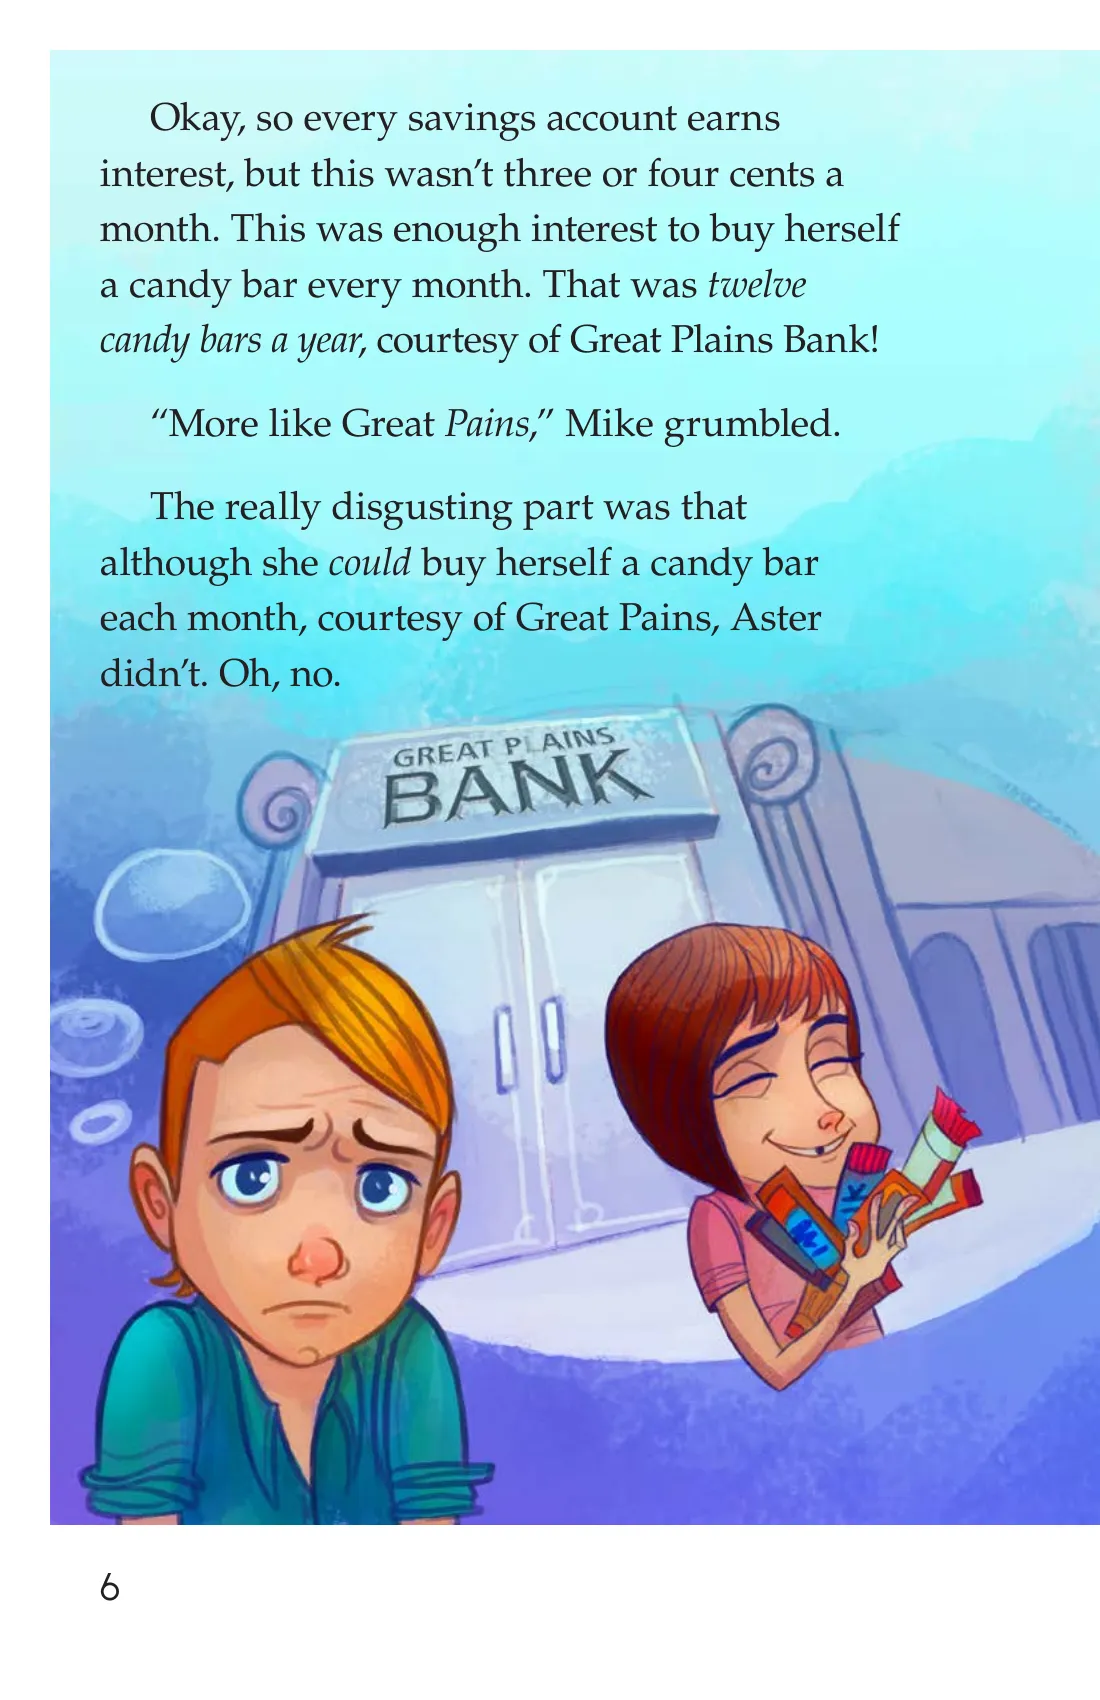 Okay, so every savings account earns
interest, but this wasn’t three or four cents a
month. This was enough interest to buy herself
a candy bar every month. That was twelve
candy bars a year, courtesy of Great Plains Bank!
“More like Great Pains,” Mike grumbled.
The really disgusting part was that
although she could buy herself a candy bar
each month, courtesy of Great Pains, Aster
didn’t. Oh, no.
GREAT PLAINS
BANK
6